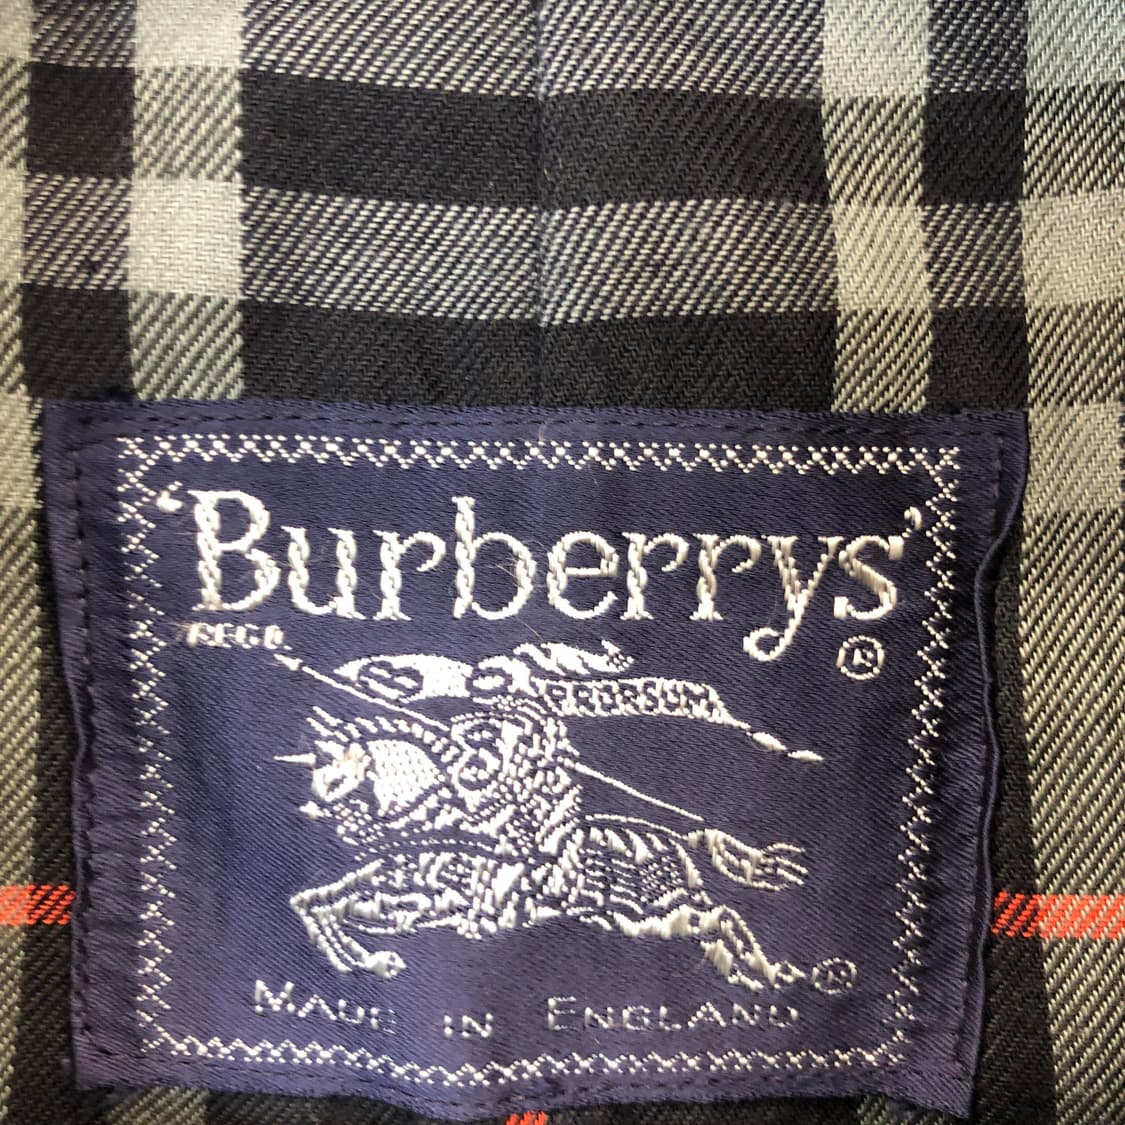 'Burberrys'
REGD. ®
PRORSUM
®
MADE IN ENGLAND